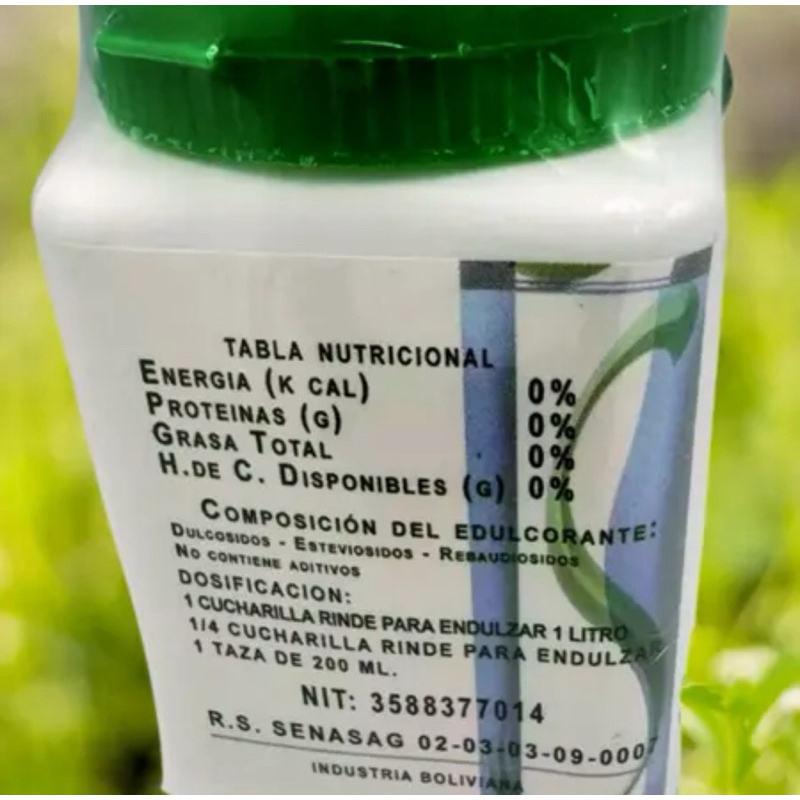 TABLA NUTRICIONAL
ENERGIA (K CAL) 0%
PROTEINAS (G) 0%
GRASA TOTAL 0%
H.DE C. DISPONIBLES (G) 0%
COMPOSICIÓN DEL EDULCORANTE:
DULCOSIDOS - ESTEVIOSIDOS - REBAUDIOSIDOS
NO CONTIENE ADITIVOS
DOSIFICACION:
1 CUCHARILLA RINDE PARA ENDULZAR 1 LITRO
1/4 CUCHARILLA RINDE PARA ENDULZAR
1 TAZA DE 200 ML.
NIT: 3588377014
R.S. SENASAG 02-03-03-09-0007
INDUSTRIA BOLIVIANA